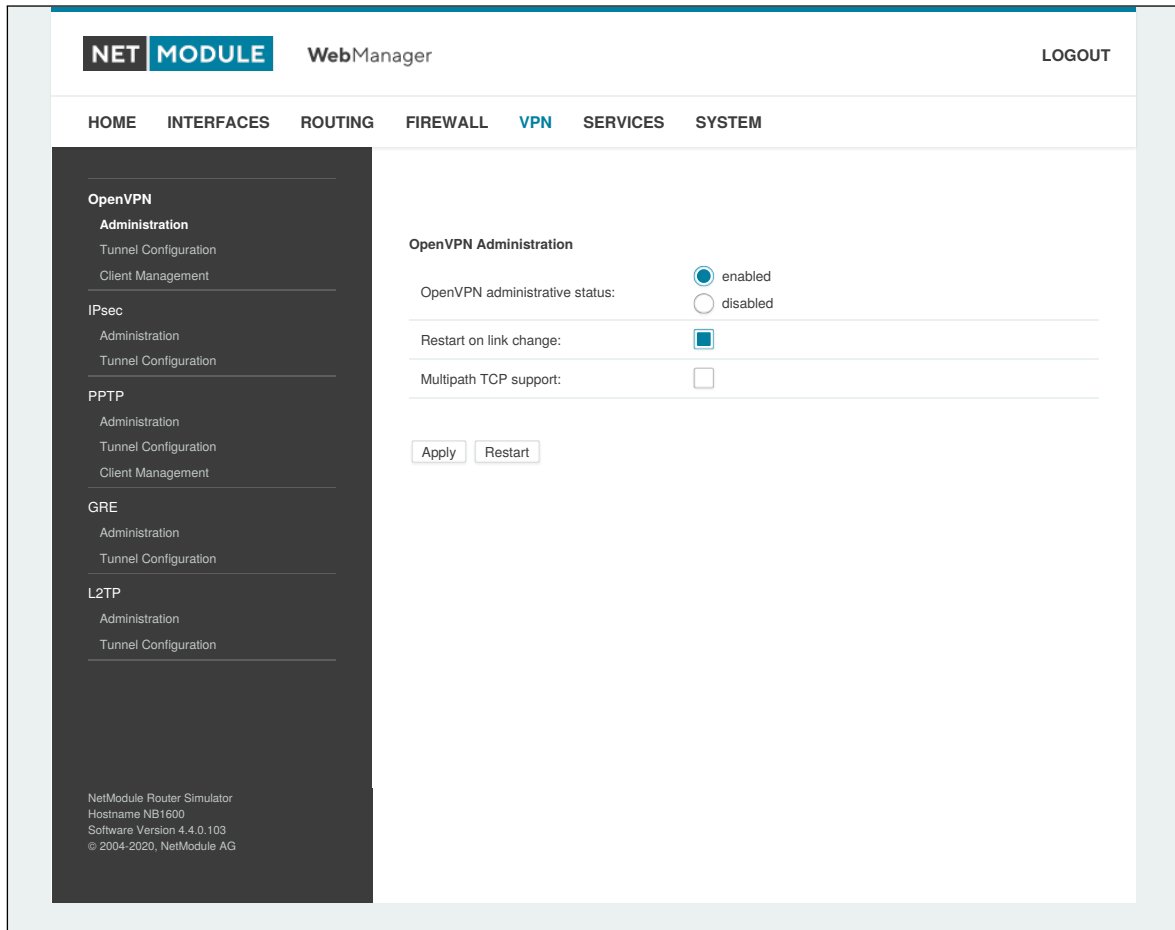 NET MODULE WebManager LOGOUT
HOME INTERFACES ROUTING FIREWALL VPN SERVICES SYSTEM
OpenVPN
Administration
Tunnel Configuration
Client Management
IPsec
Administration
Tunnel Configuration
PPTP
Administration
Tunnel Configuration
Client Management
GRE
Administration
Tunnel Configuration
L2TP
Administration
Tunnel Configuration
NetModule Router Simulator
Hostname NB1600
Software Version 4.4.0.103
© 2004-2020, NetModule AG
OpenVPN Administration
OpenVPN administrative status:
enabled
disabled
Restart on link change:
Multipath TCP support:
Apply Restart